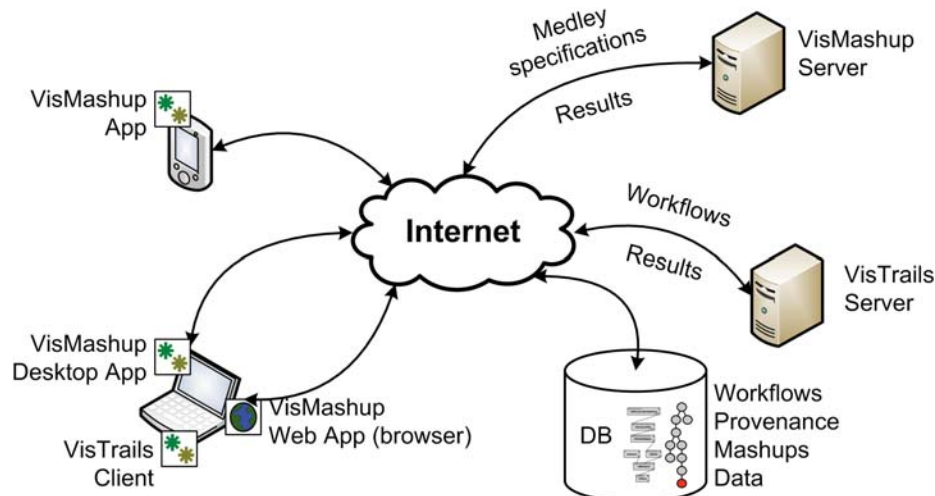 Medley
specifications
Results
VisMashup
Server
VisMashup
App
Internet
Workflows
Results
VisTrails
Server
VisMashup
Desktop App
VisMashup
Web App (browser)
VisTrails
Client
DB
Workflows
Provenance
Mashups
Data